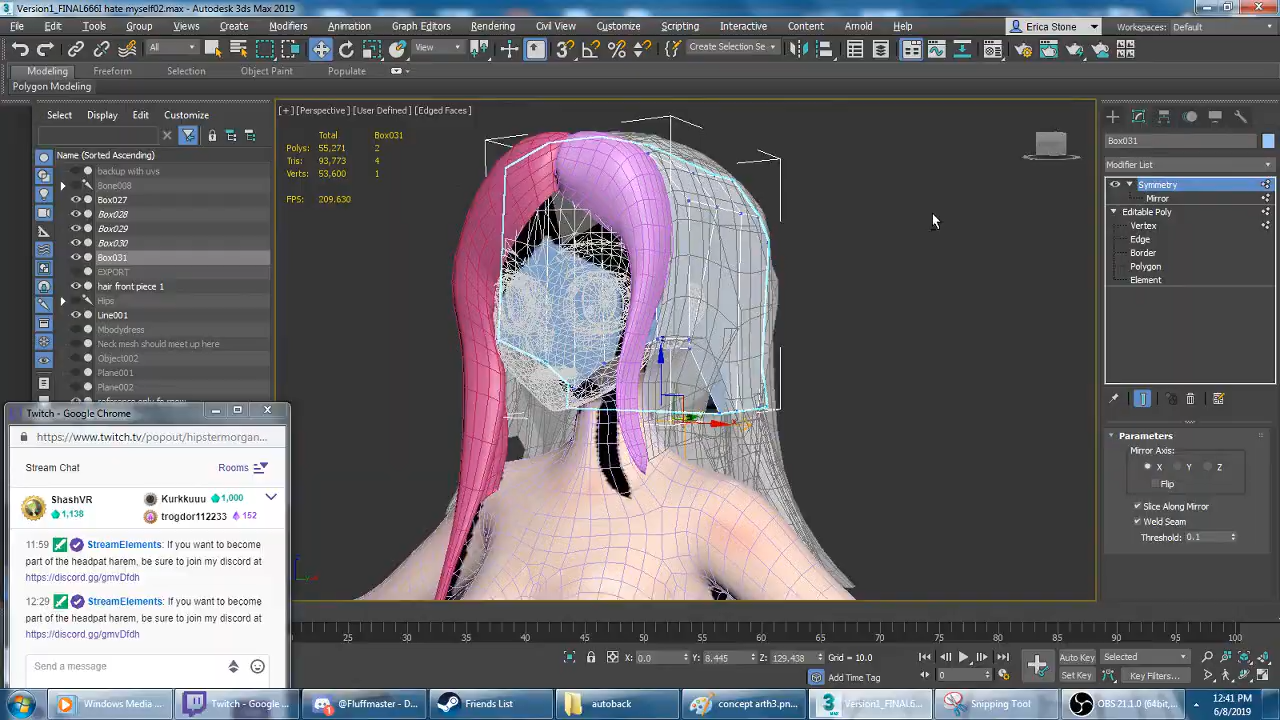 Version1_FINAL666I hate myself02.max - Autodesk 3ds Max 2019
File Edit Tools Group Views Create Modifiers Animation Graph Editors Rendering Civil View Customize Scripting Interactive Content Arnold Help Erica Stone Workspaces: Default
All View Create Selection Se
Modeling Freeform Selection Object Paint Populate
Polygon Modeling
Select Display Edit Customize
Name (Sorted Ascending)
backup with uvs
Bone008
Box027
Box028
Box029
Box030
Box031
EXPORT
hair front piece 1
Hips
Line001
Mbodydress
Neck mesh should meet up here
Object002
Plane001
Plane002
[+] [Perspective] [User Defined] [Edged Faces]
Total Box031
Polys: 55,271 2
Tris: 93,773 4
Verts: 53,600 1
FPS: 209.630
Box031
Modifier List
Symmetry
Mirror
Editable Poly
Vertex
Edge
Border
Polygon
Element
Parameters
Mirror Axis:
X Y Z
Flip
Slice Along Mirror
Weld Seam
Threshold: 0.1
Twitch - Google Chrome
https://www.twitch.tv/popout/hipstermorgan...
Stream Chat Rooms
ShashVR
1,138
Kurkkuuu 1,000
trogdor112233 152
11:59 StreamElements: If you want to become
part of the headpat harem, be sure to join my discord at
https://discord.gg/gmvDfdh
12:29 StreamElements: If you want to become
part of the headpat harem, be sure to join my discord at
https://discord.gg/gmvDfdh
Send a message
25 30 35 40 45 50 55 60 65 70 75 80 85 90 95 100
X: 0.0 Y: 8.445 Z: 129.438 Grid = 10.0
Add Time Tag
0
Auto Key Selected
Set Key Key Filters...
Windows Media ... Twitch - Google ... @Fluffmaster - Di... Friends List autoback concept arth3.pn... Version1_FINAL6... Snipping Tool OBS 21.1.0 (64bit,...
12:41 PM
6/8/2019